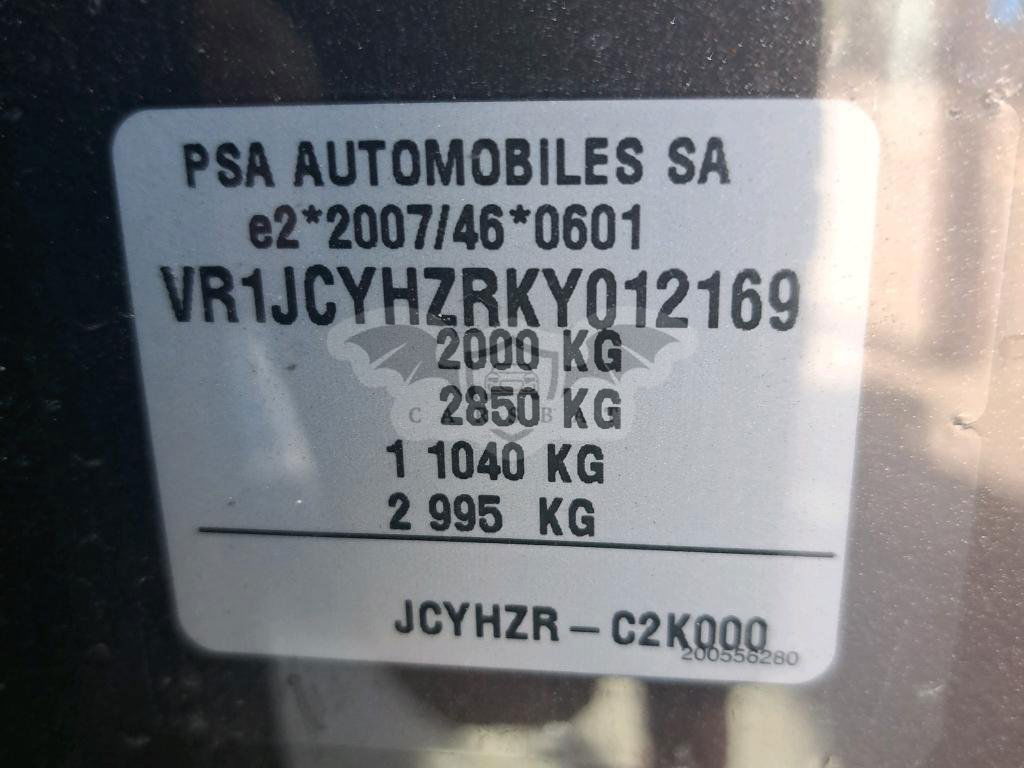 PSA AUTOMOBILES SA
e2*2007/46*0601
VR1JCYHZRKY012169
2000 KG
2850 KG
CARSBAT
1 1040 KG
2 995 KG
JCYHZR – C2K000
200556280